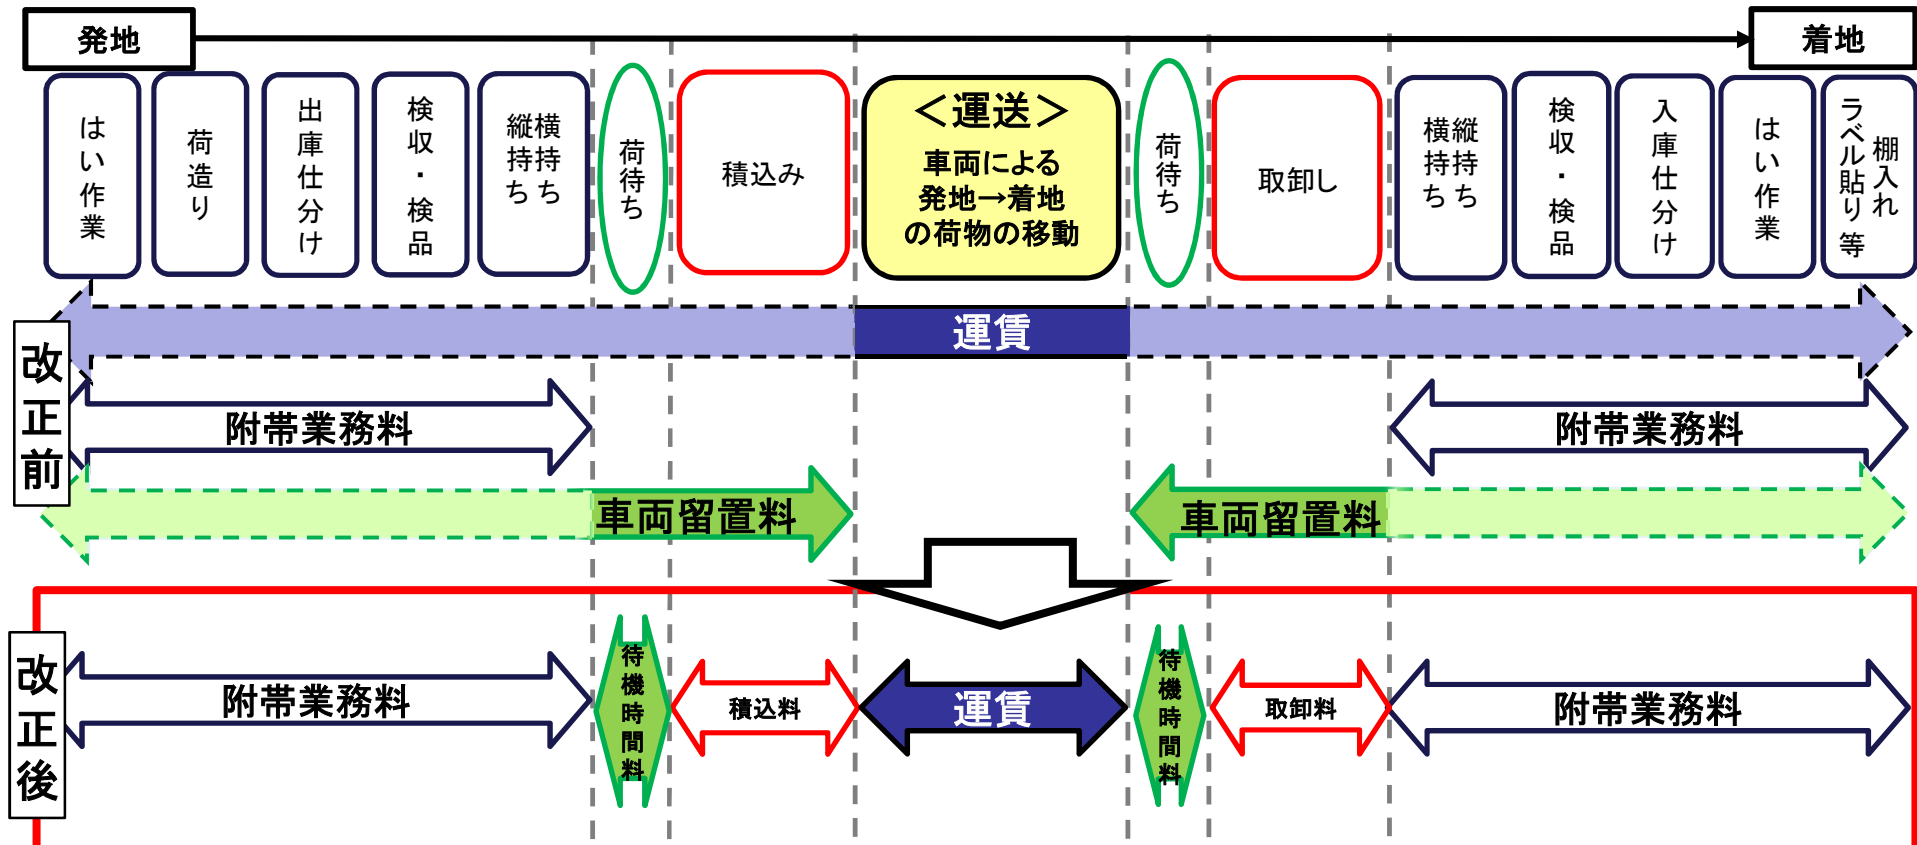 発地
着地
はい作業
荷造り
出庫仕分け
検収・検品
横持ち
縦持ち
荷待ち
積込み
＜運送＞
車両による
発地→着地
の荷物の移動
荷待ち
取卸し
縦持ち
横持ち
検収・検品
入庫仕分け
はい作業
棚入れ
ラベル貼り 等
改正前
運賃
附帯業務料
附帯業務料
車両留置料
車両留置料
改正後
附帯業務料
待機時間料
積込料
運賃
待機時間料
取卸料
附帯業務料